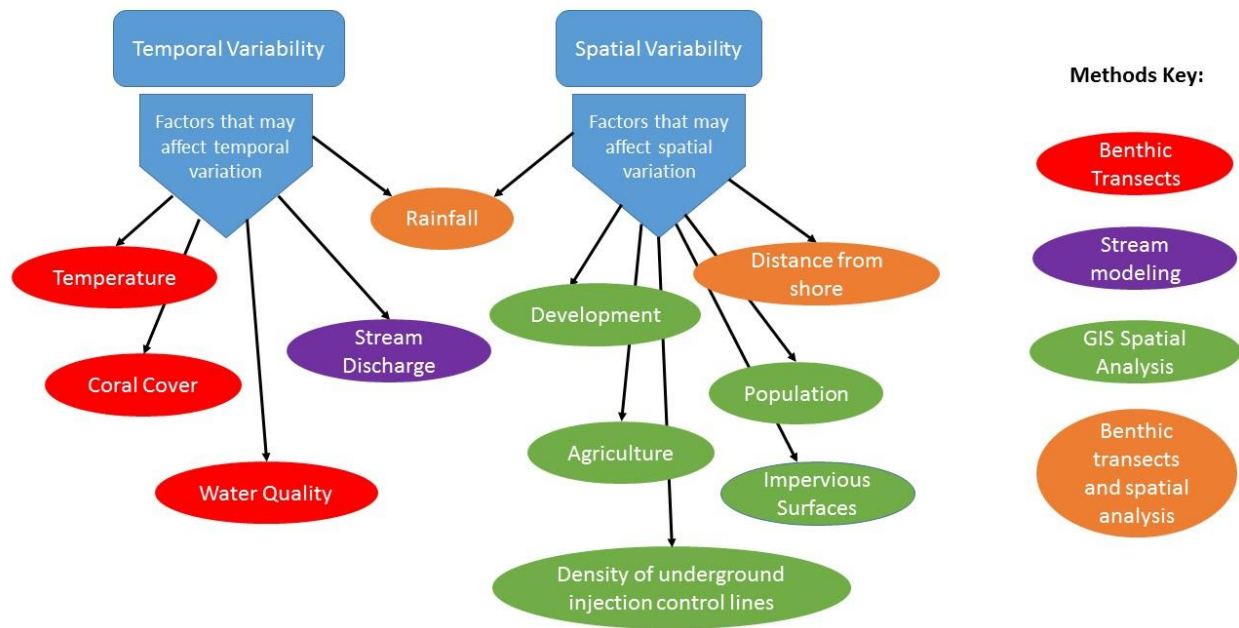 Temporal Variability
Spatial Variability
Methods Key:
Factors that may
affect temporal
variation
Factors that may
affect spatial
variation
Rainfall
Temperature
Coral Cover
Water Quality
Stream
Discharge
Development
Agriculture
Density of underground
injection control lines
Distance from
shore
Population
Impervious
Surfaces
Benthic
Transects
Stream
modeling
GIS Spatial
Analysis
Benthic
transects
and spatial
analysis